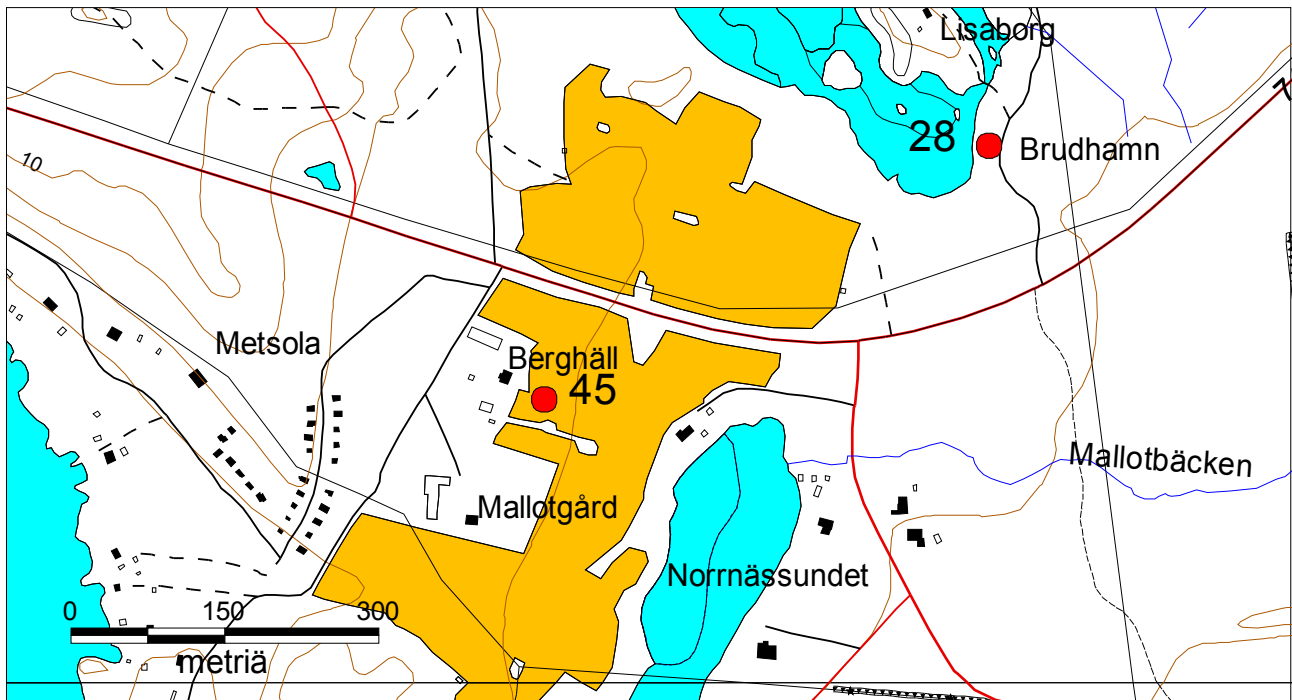 Lisaborg
28
Brudhamn
10
Metsola
Berghäll
45
Mallotbäcken
Mallotgård
Norrnässundet
0 150 300
metriä